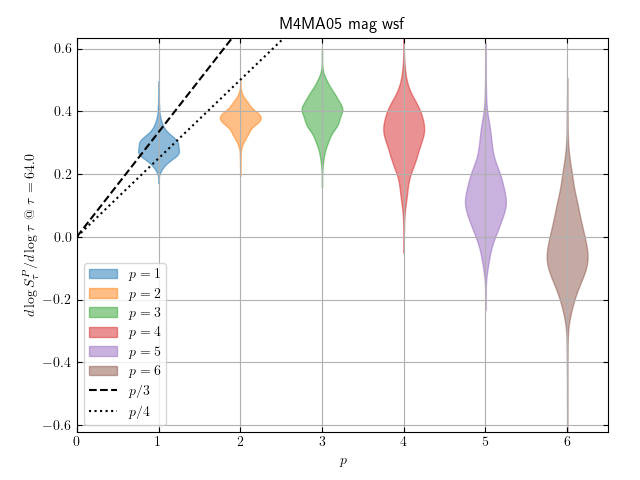 M4MA05 mag wsf
d log S_τ^P / d log τ @ τ = 64.0
0.6
0.4
0.2
0.0
−0.2
−0.4
−0.6
p = 1
p = 2
p = 3
p = 4
p = 5
p = 6
p/3
p/4
0 1 2 3 4 5 6
p